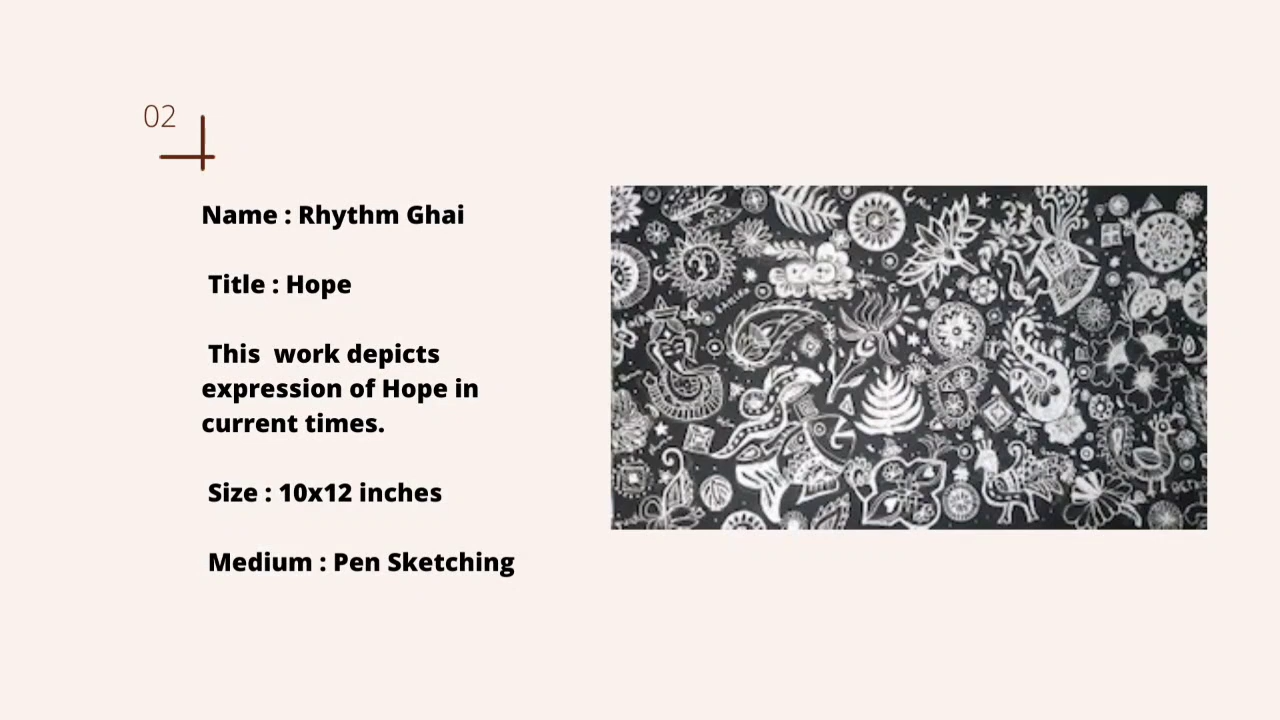 02
Name : Rhythm Ghai
Title : Hope
This work depicts
expression of Hope in
current times.
Size : 10x12 inches
Medium : Pen Sketching